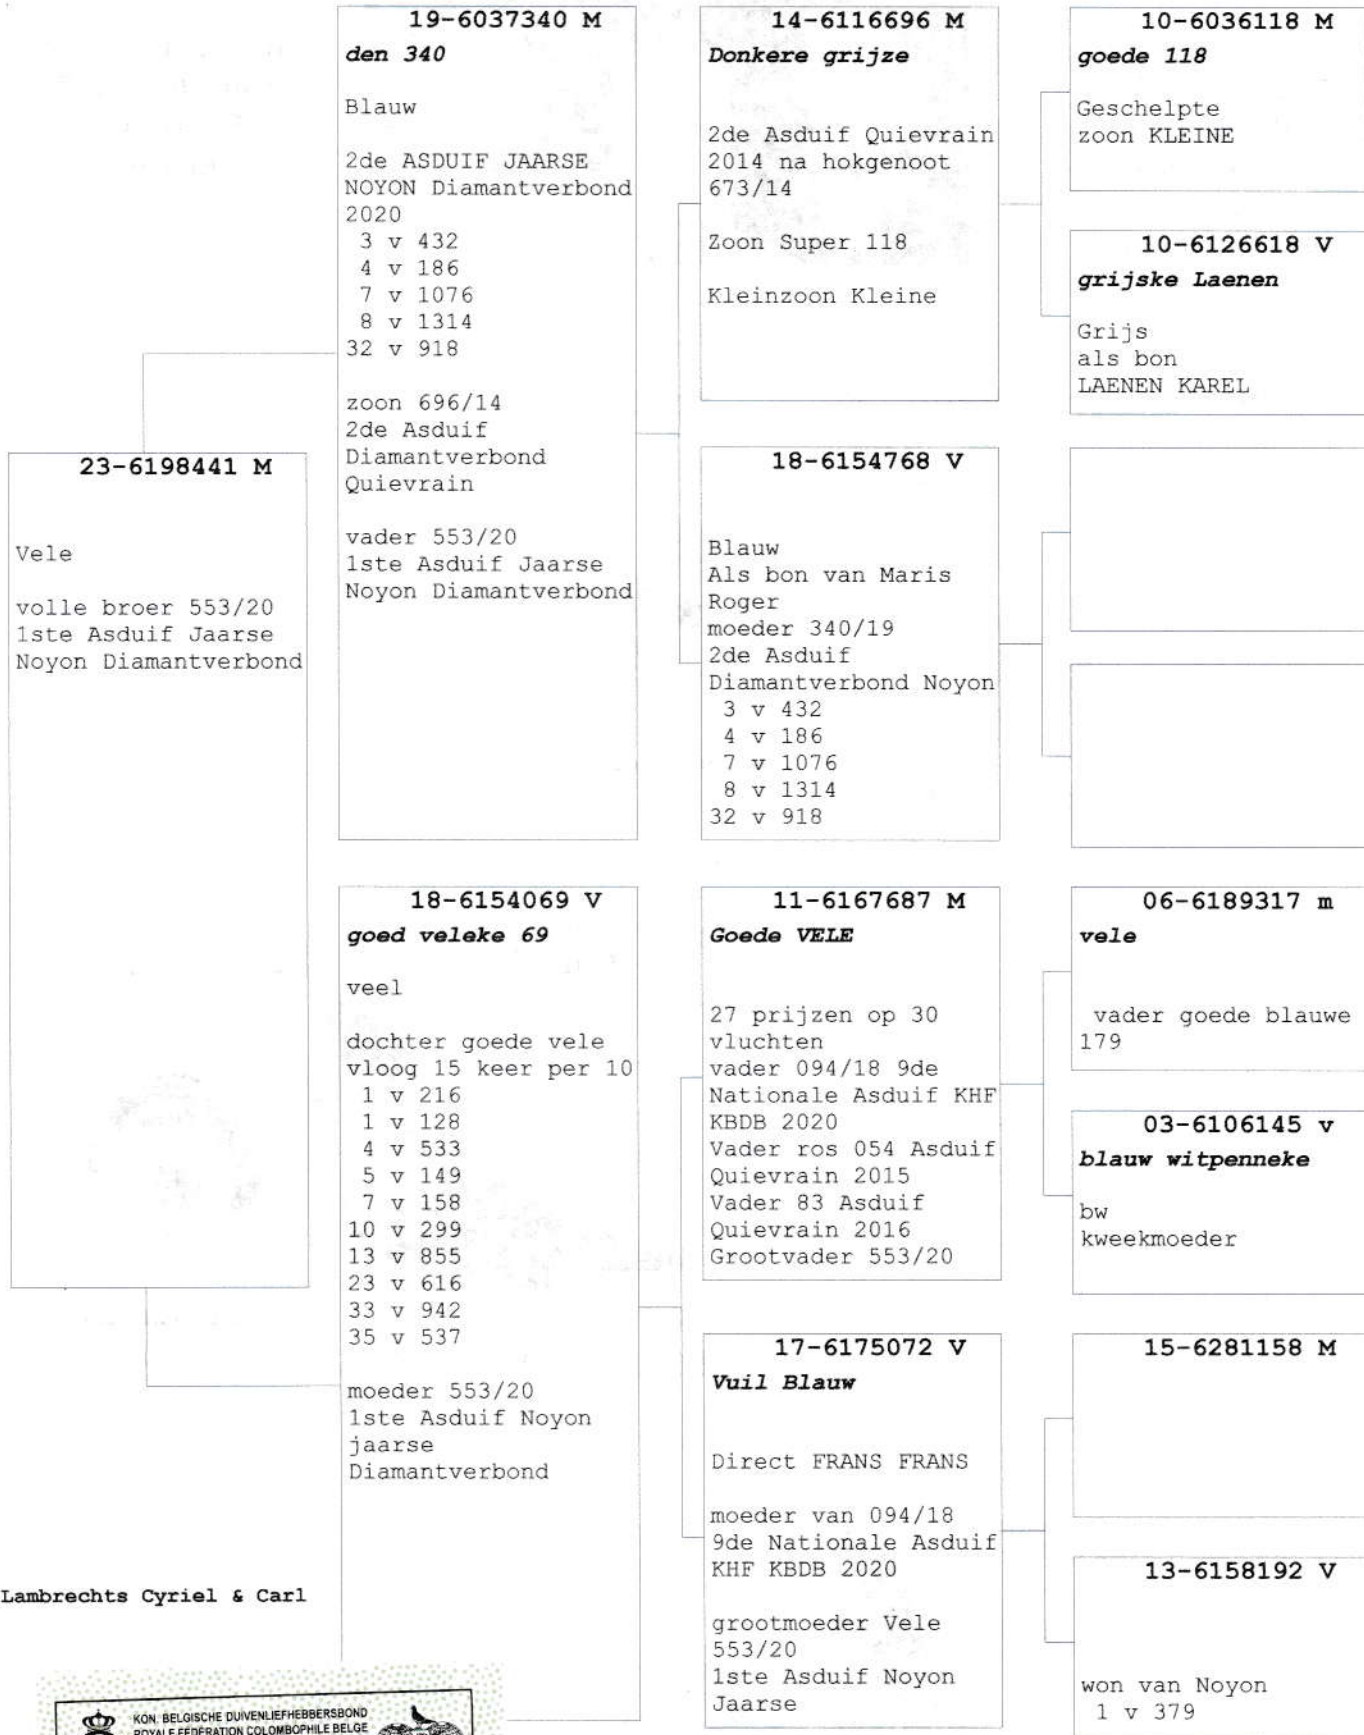 23-6198441 M
Vele
volle broer 553/20
1ste Asduif Jaarse
Noyon Diamantverbond
19-6037340 M
den 340
Blauw
2de ASDUIF JAARSE
NOYON Diamantverbond
2020
3 v 432
4 v 186
7 v 1076
8 v 1314
32 v 918
zoon 696/14
2de Asduif
Diamantverbond
Quievrain
vader 553/20
1ste Asduif Jaarse
Noyon Diamantverbond
18-6154069 V
goed veleke 69
veel
dochter goede vele
vloog 15 keer per 10
1 v 216
1 v 128
4 v 533
5 v 149
7 v 158
10 v 299
13 v 855
23 v 616
33 v 942
35 v 537
moeder 553/20
1ste Asduif Noyon
jaarse
Diamantverbond
14-6116696 M
Donkere grijze
2de Asduif Quievrain
2014 na hokgenoot
673/14
Zoon Super 118
Kleinzoon Kleine
18-6154768 V
Blauw
Als bon van Maris
Roger
moeder 340/19
2de Asduif
Diamantverbond Noyon
3 v 432
4 v 186
7 v 1076
8 v 1314
32 v 918
11-6167687 M
Goede VELE
27 prijzen op 30
vluchten
vader 094/18 9de
Nationale Asduif KHF
KBDB 2020
Vader ros 054 Asduif
Quievrain 2015
Vader 83 Asduif
Quievrain 2016
Grootvader 553/20
17-6175072 V
Vuil Blauw
Direct FRANS FRANS
moeder van 094/18
9de Nationale Asduif
KHF KBDB 2020
grootmoeder Vele
553/20
1ste Asduif Noyon
Jaarse
10-6036118 M
goede 118
Geschelpte
zoon KLEINE
10-6126618 V
grijske Laenen
Grijs
als bon
LAENEN KAREL
06-6189317 m
vele
vader goede blauwe
179
03-6106145 v
blauw witpenneke
bw
kweekmoeder
15-6281158 M
13-6158192 V
won van Noyon
1 v 379
Lambrechts Cyriel & Carl
KON. BELGISCHE DUIVENLIEFHEBBERSBOND
ROYALE FÉDÉRATION COLOMBOPHILE BELGE